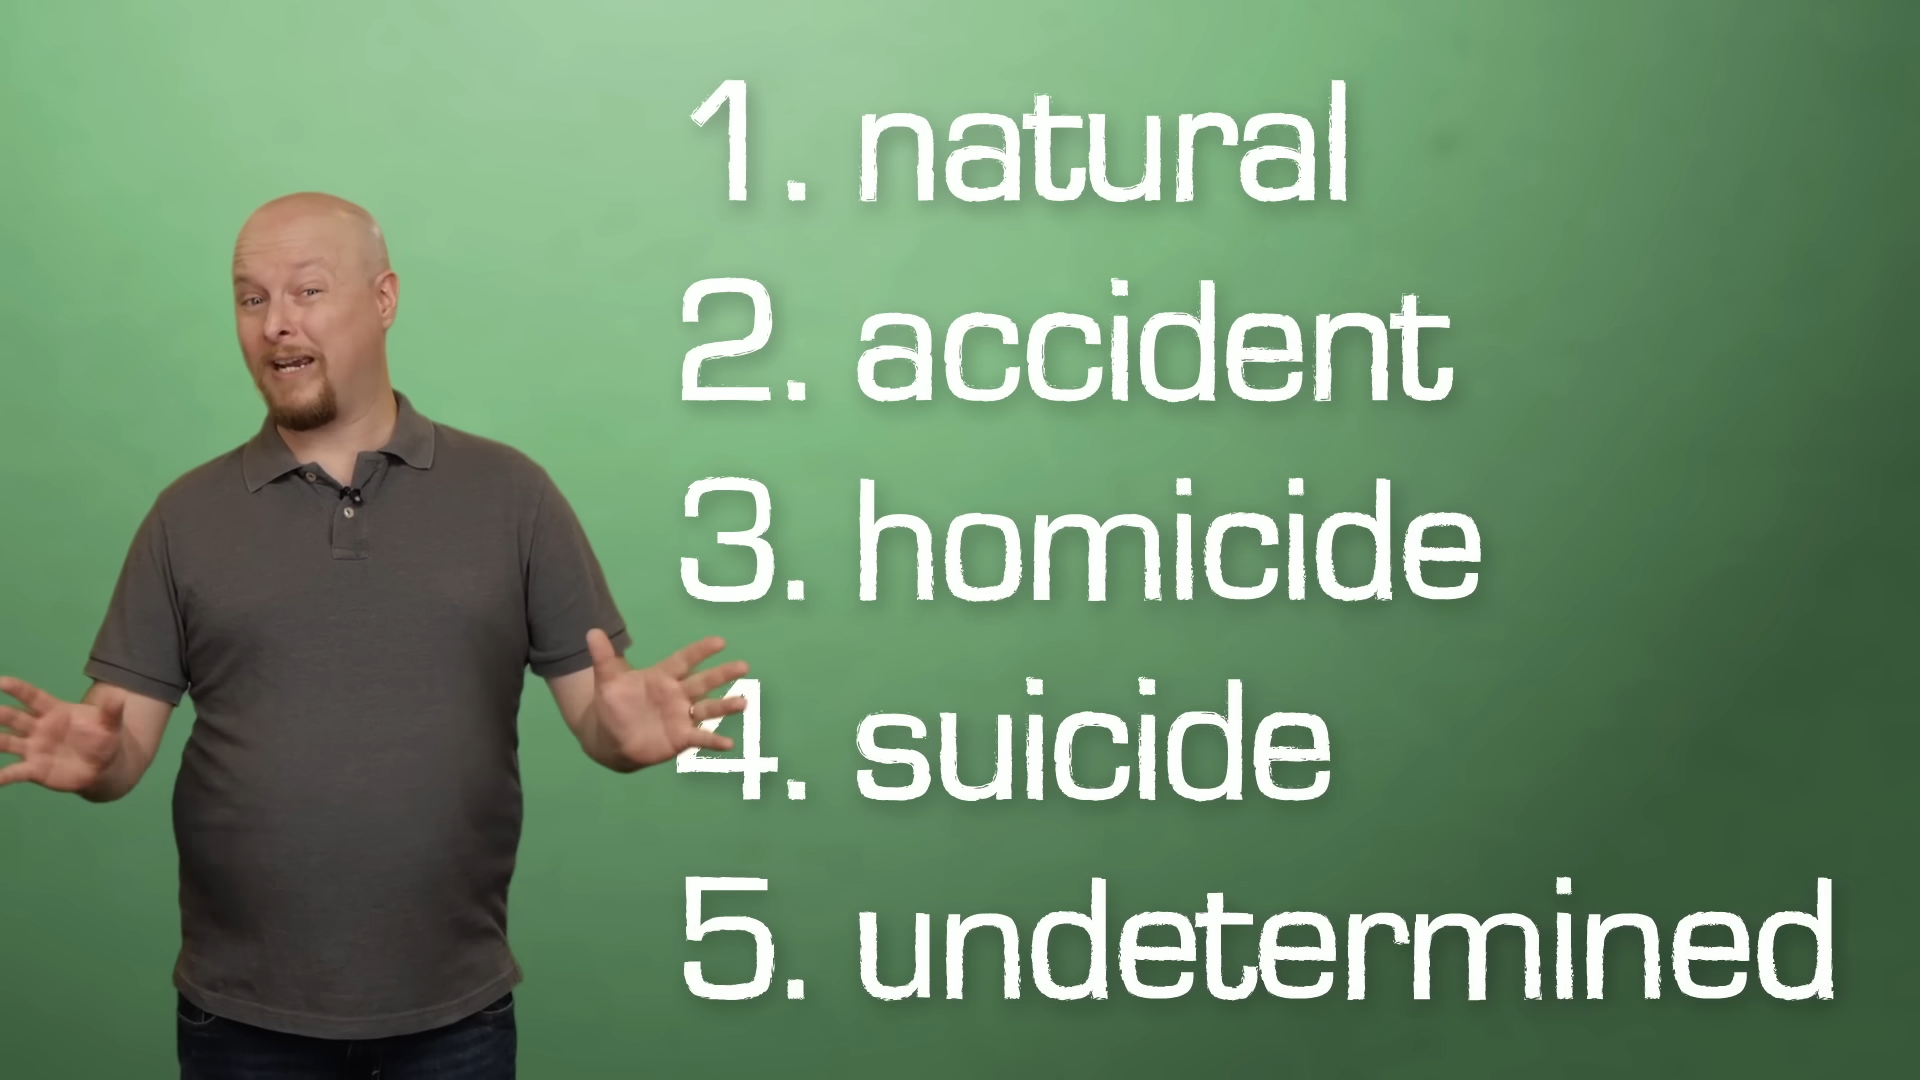 1. natural
2. accident
3. homicide
4. suicide
5. undetermined